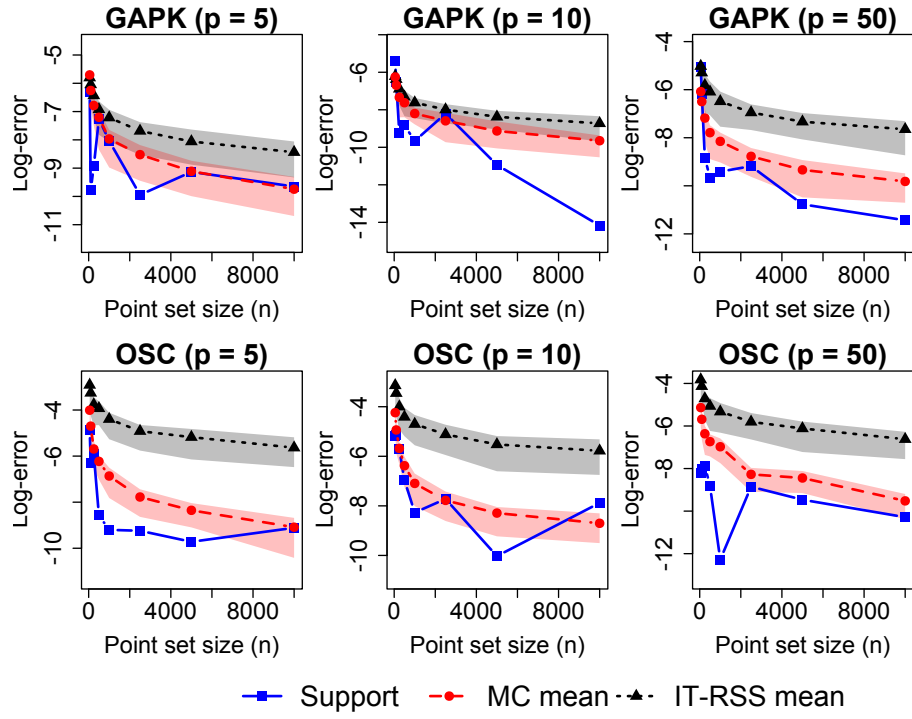 GAPK (p = 5) GAPK (p = 10) GAPK (p = 50)
Log-error -5 -7 -9 -11
Log-error -6 -10 -14
Log-error -4 -6 -8 -12
0 4000 8000 0 4000 8000 0 4000 8000
Point set size (n) Point set size (n) Point set size (n)
OSC (p = 5) OSC (p = 10) OSC (p = 50)
Log-error -4 -6 -10
Log-error -4 -6 -8 -10
Log-error -4 -6 -8 -12
0 4000 8000 0 4000 8000 0 4000 8000
Point set size (n) Point set size (n) Point set size (n)
Support MC mean IT-RSS mean